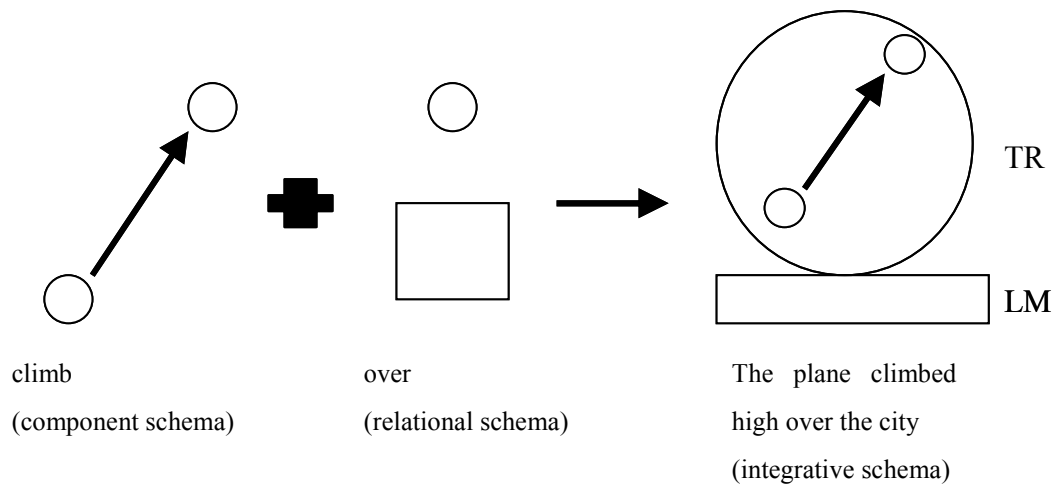 TR
LM
climb
(component schema)
over
(relational schema)
The plane climbed
high over the city
(integrative schema)